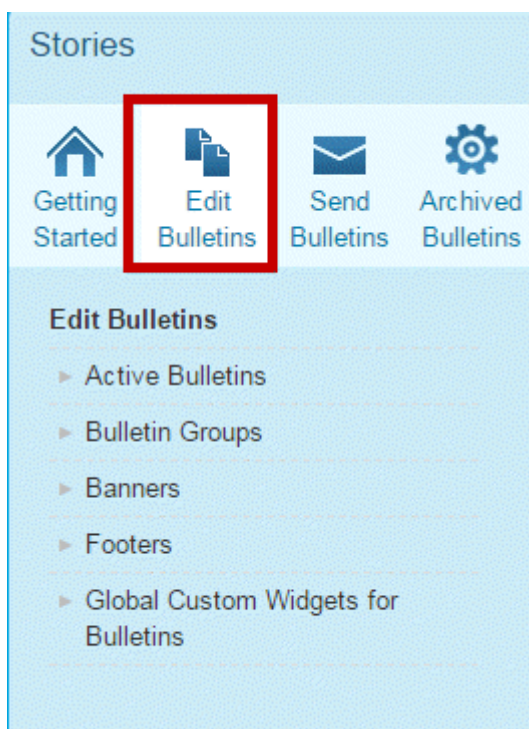 Stories
Getting Started
Edit Bulletins
Send Bulletins
Archived Bulletins
Edit Bulletins
Active Bulletins
Bulletin Groups
Banners
Footers
Global Custom Widgets for
Bulletins